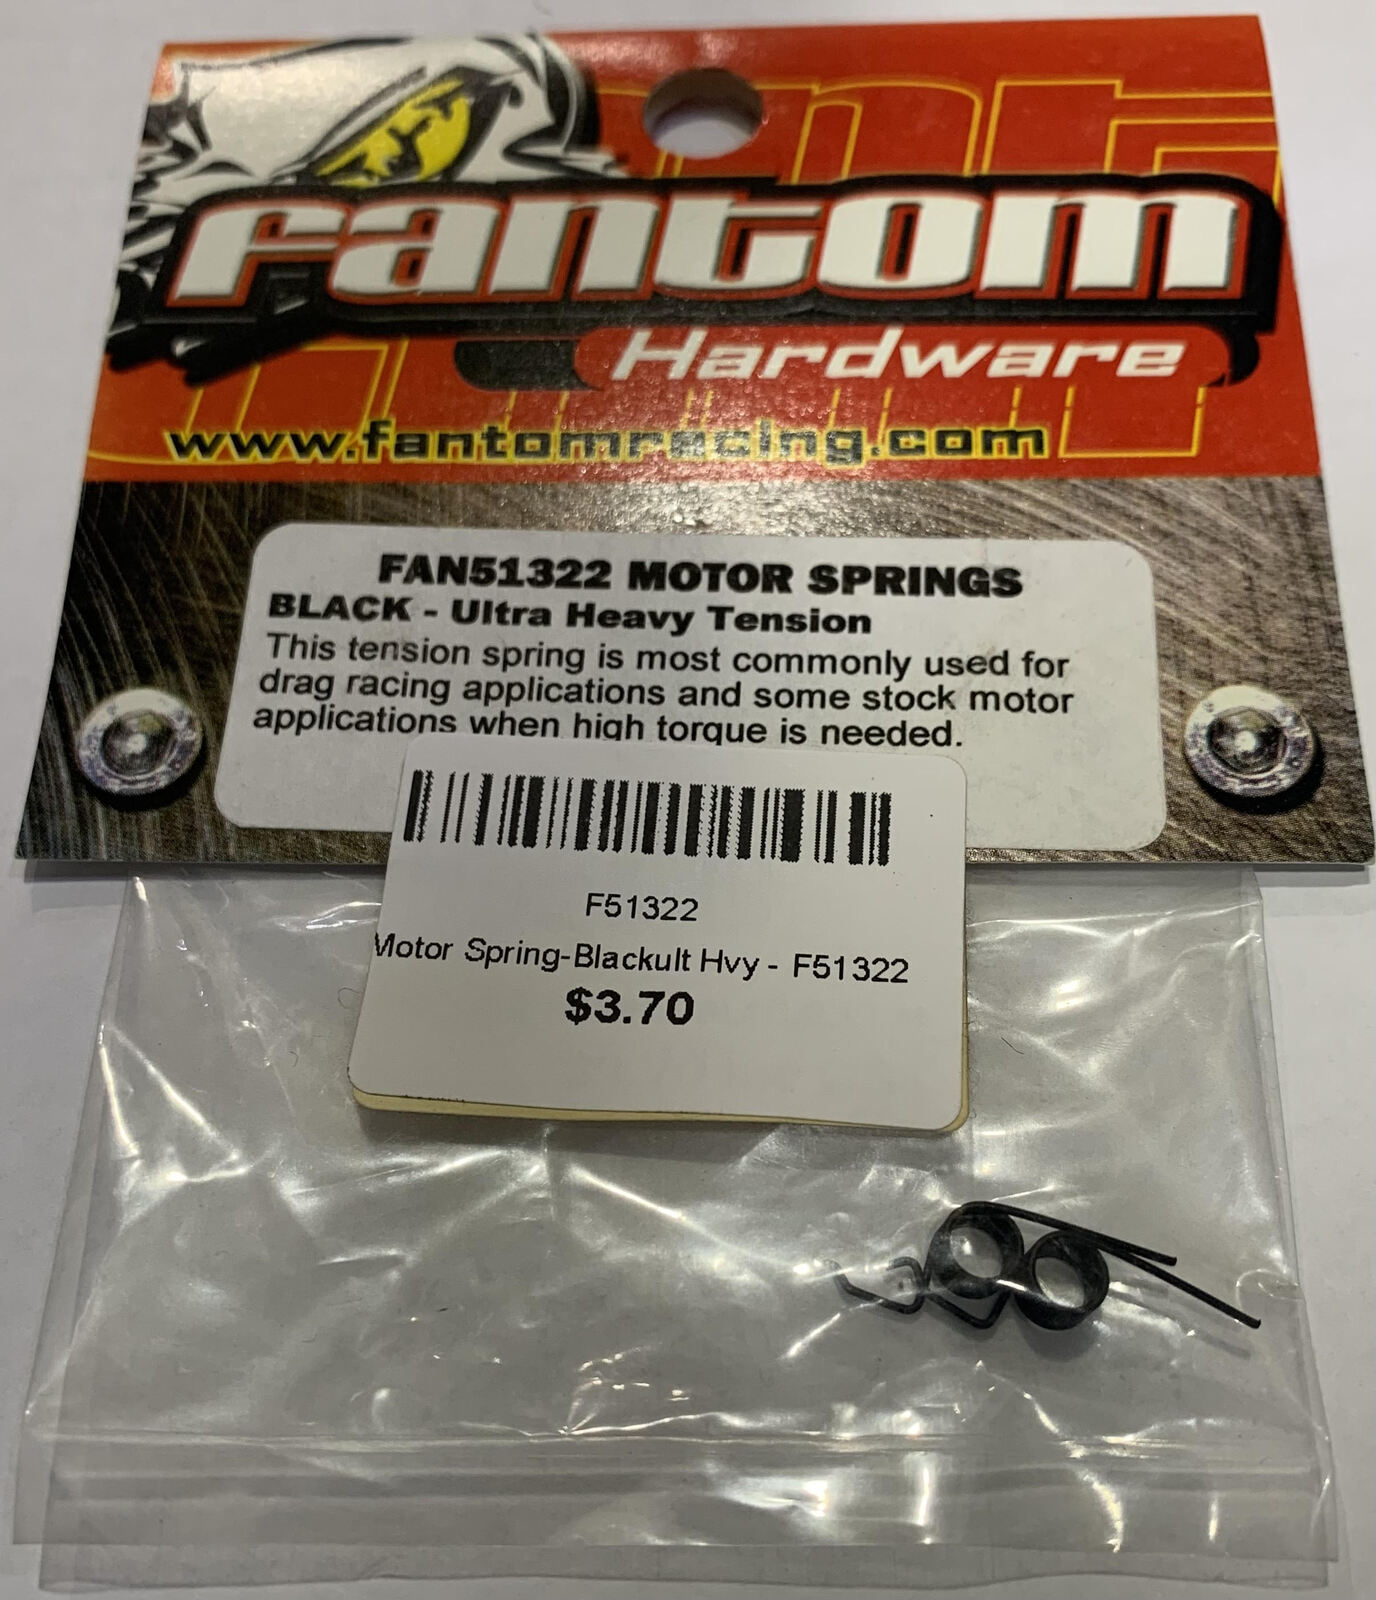 Fantom
Hardware
www.fantomracing.com
FAN51322 MOTOR SPRINGS
BLACK - Ultra Heavy Tension
This tension spring is most commonly used for
drag racing applications and some stock motor
applications when high torque is needed.
F51322
Motor Spring-Blackult Hvy - F51322
$3.70